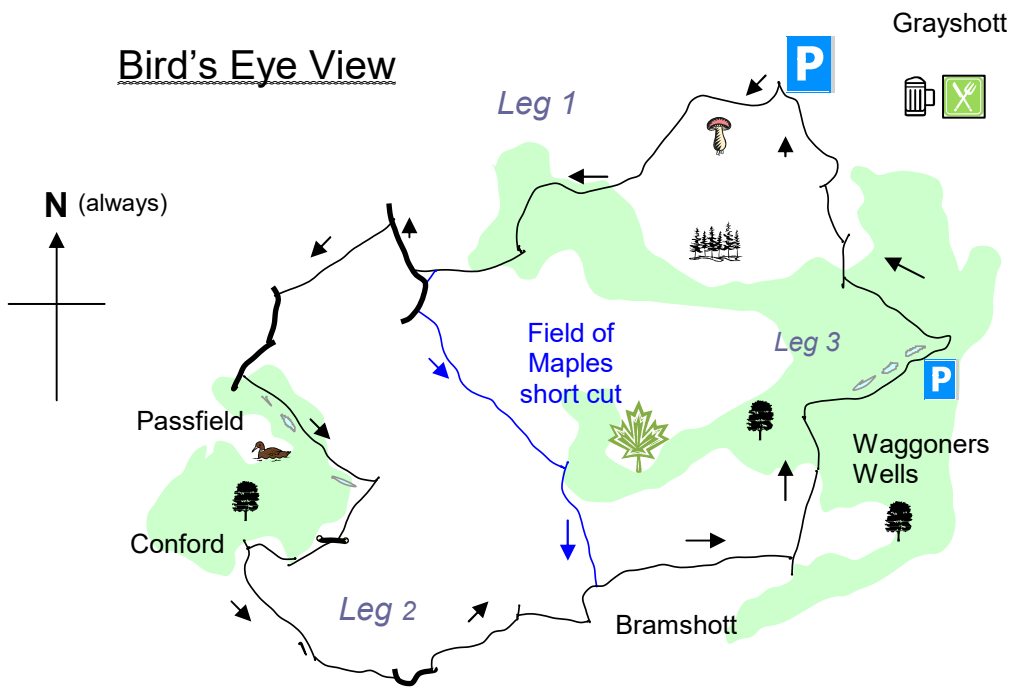 Grayshott
Bird's Eye View
P
Leg 1
N (always)
Field of
Maples
short cut
Leg 3
P
Passfield
Waggoners
Wells
Conford
Leg 2
Bramshott